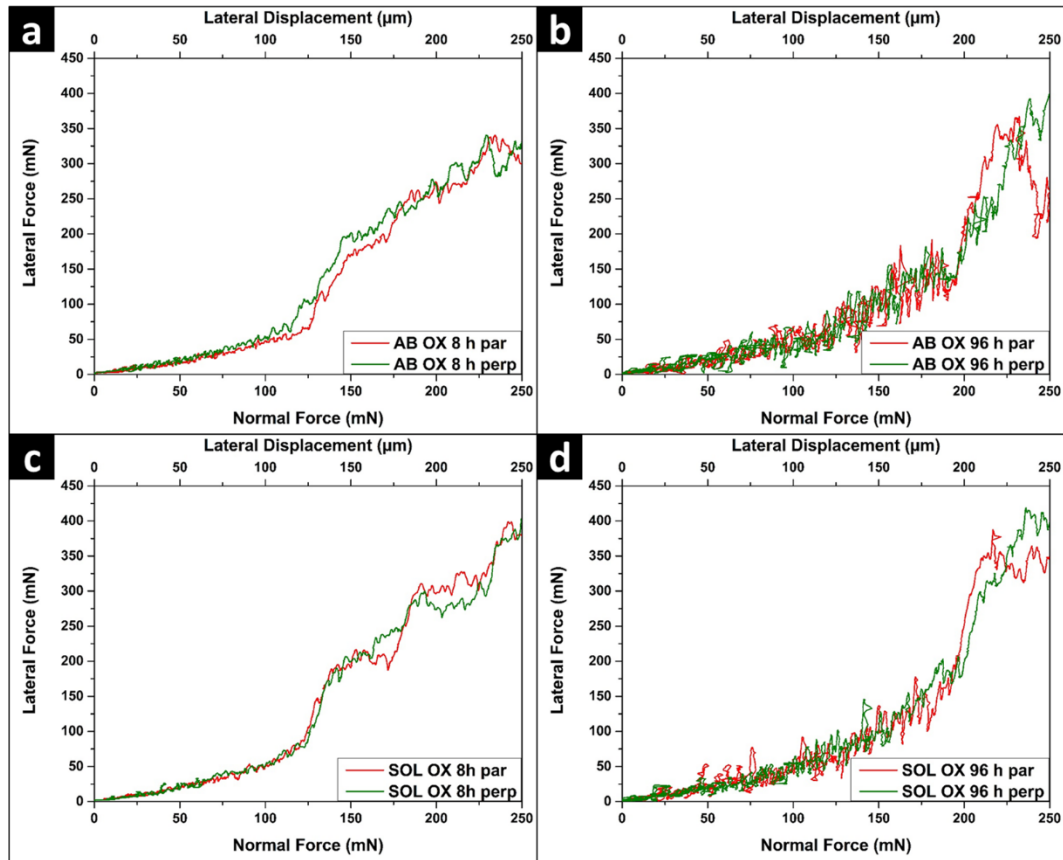 a
Lateral Displacement (µm)
0 50 100 150 200 250
450
400
350
300
250
200
150
100
50
0
Lateral Force (mN)
AB OX 8 h par
AB OX 8 h perp
0 50 100 150 200 250
Normal Force (mN)
b
Lateral Displacement (µm)
0 50 100 150 200 250
450
400
350
300
250
200
150
100
50
0
Lateral Force (mN)
AB OX 96 h par
AB OX 96 h perp
0 50 100 150 200 250
Normal Force (mN)
c
Lateral Displacement (µm)
0 50 100 150 200 250
450
400
350
300
250
200
150
100
50
0
Lateral Force (mN)
SOL OX 8h par
SOL OX 8h perp
0 50 100 150 200 250
Normal Force (mN)
d
Lateral Displacement (µm)
0 50 100 150 200 250
450
400
350
300
250
200
150
100
50
0
Lateral Force (mN)
SOL OX 96 h par
SOL OX 96 h perp
0 50 100 150 200 250
Normal Force (mN)